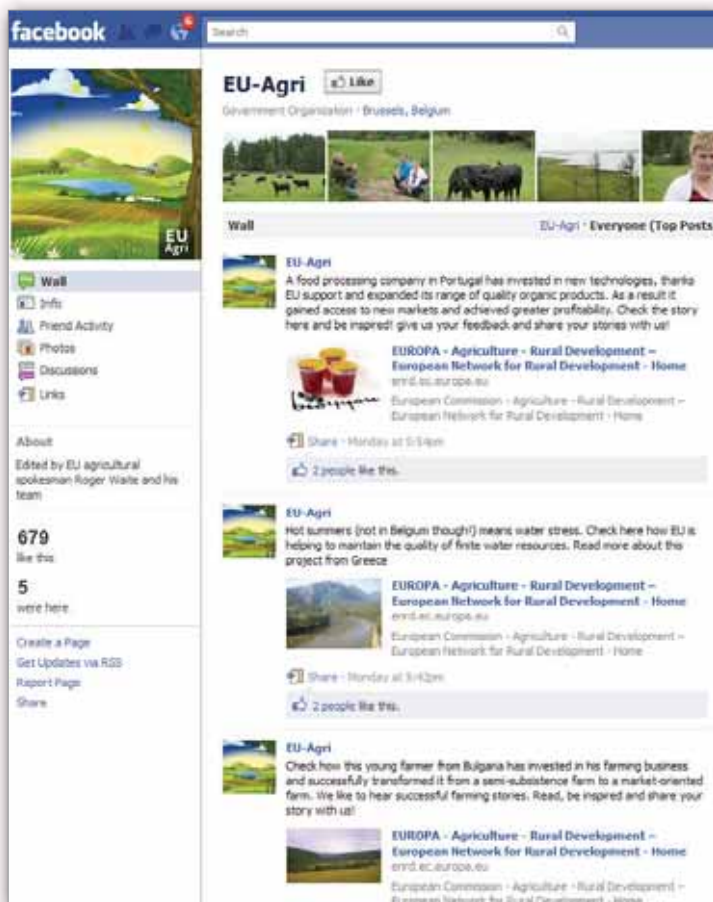 facebook
6
Search
EU-Agri
Like
Government Organization · Brussels, Belgium
EU
Agri
Wall
Info
Friend Activity
Photos
Discussions
Links
About
Edited by EU agricultural
spokesman Roger Waite and his
team
679
like this
5
were here
Create a Page
Get Updates via RSS
Report Page
Share
Wall
EU-Agri · Everyone (Top Posts
EU-Agri
A food processing company in Portugal has invested in new technologies, thanks
EU support and expanded its range of quality organic products. As a result it
gained access to new markets and achieved greater profitability. Check the story
here and be inspired! give us your feedback and share your stories with us!
EUROPA - Agriculture - Rural Development –
European Network for Rural Development - Home
enrd.ec.europa.eu
European Commission - Agriculture - Rural Development –
European Network for Rural Development - Home
Share · Monday at 5:54pm
2 people like this.
EU-Agri
Hot summers (not in Belgium though!) means water stress. Check here how EU is
helping to maintain the quality of finite water resources. Read more about this
project from Greece
EUROPA - Agriculture - Rural Development –
European Network for Rural Development - Home
enrd.ec.europa.eu
European Commission - Agriculture - Rural Development –
European Network for Rural Development - Home
Share · Monday at 5:42pm
2 people like this.
EU-Agri
Check how this young farmer from Bulgaria has invested in his farming business
and successfully transformed it from a semi-subsistence farm to a market-oriented
farm. We like to hear successful farming stories. Read, be inspired and share your
story with us!
EUROPA - Agriculture - Rural Development –
European Network for Rural Development - Home
enrd.ec.europa.eu
European Commission - Agriculture - Rural Development –
European Network for Rural Development - Home